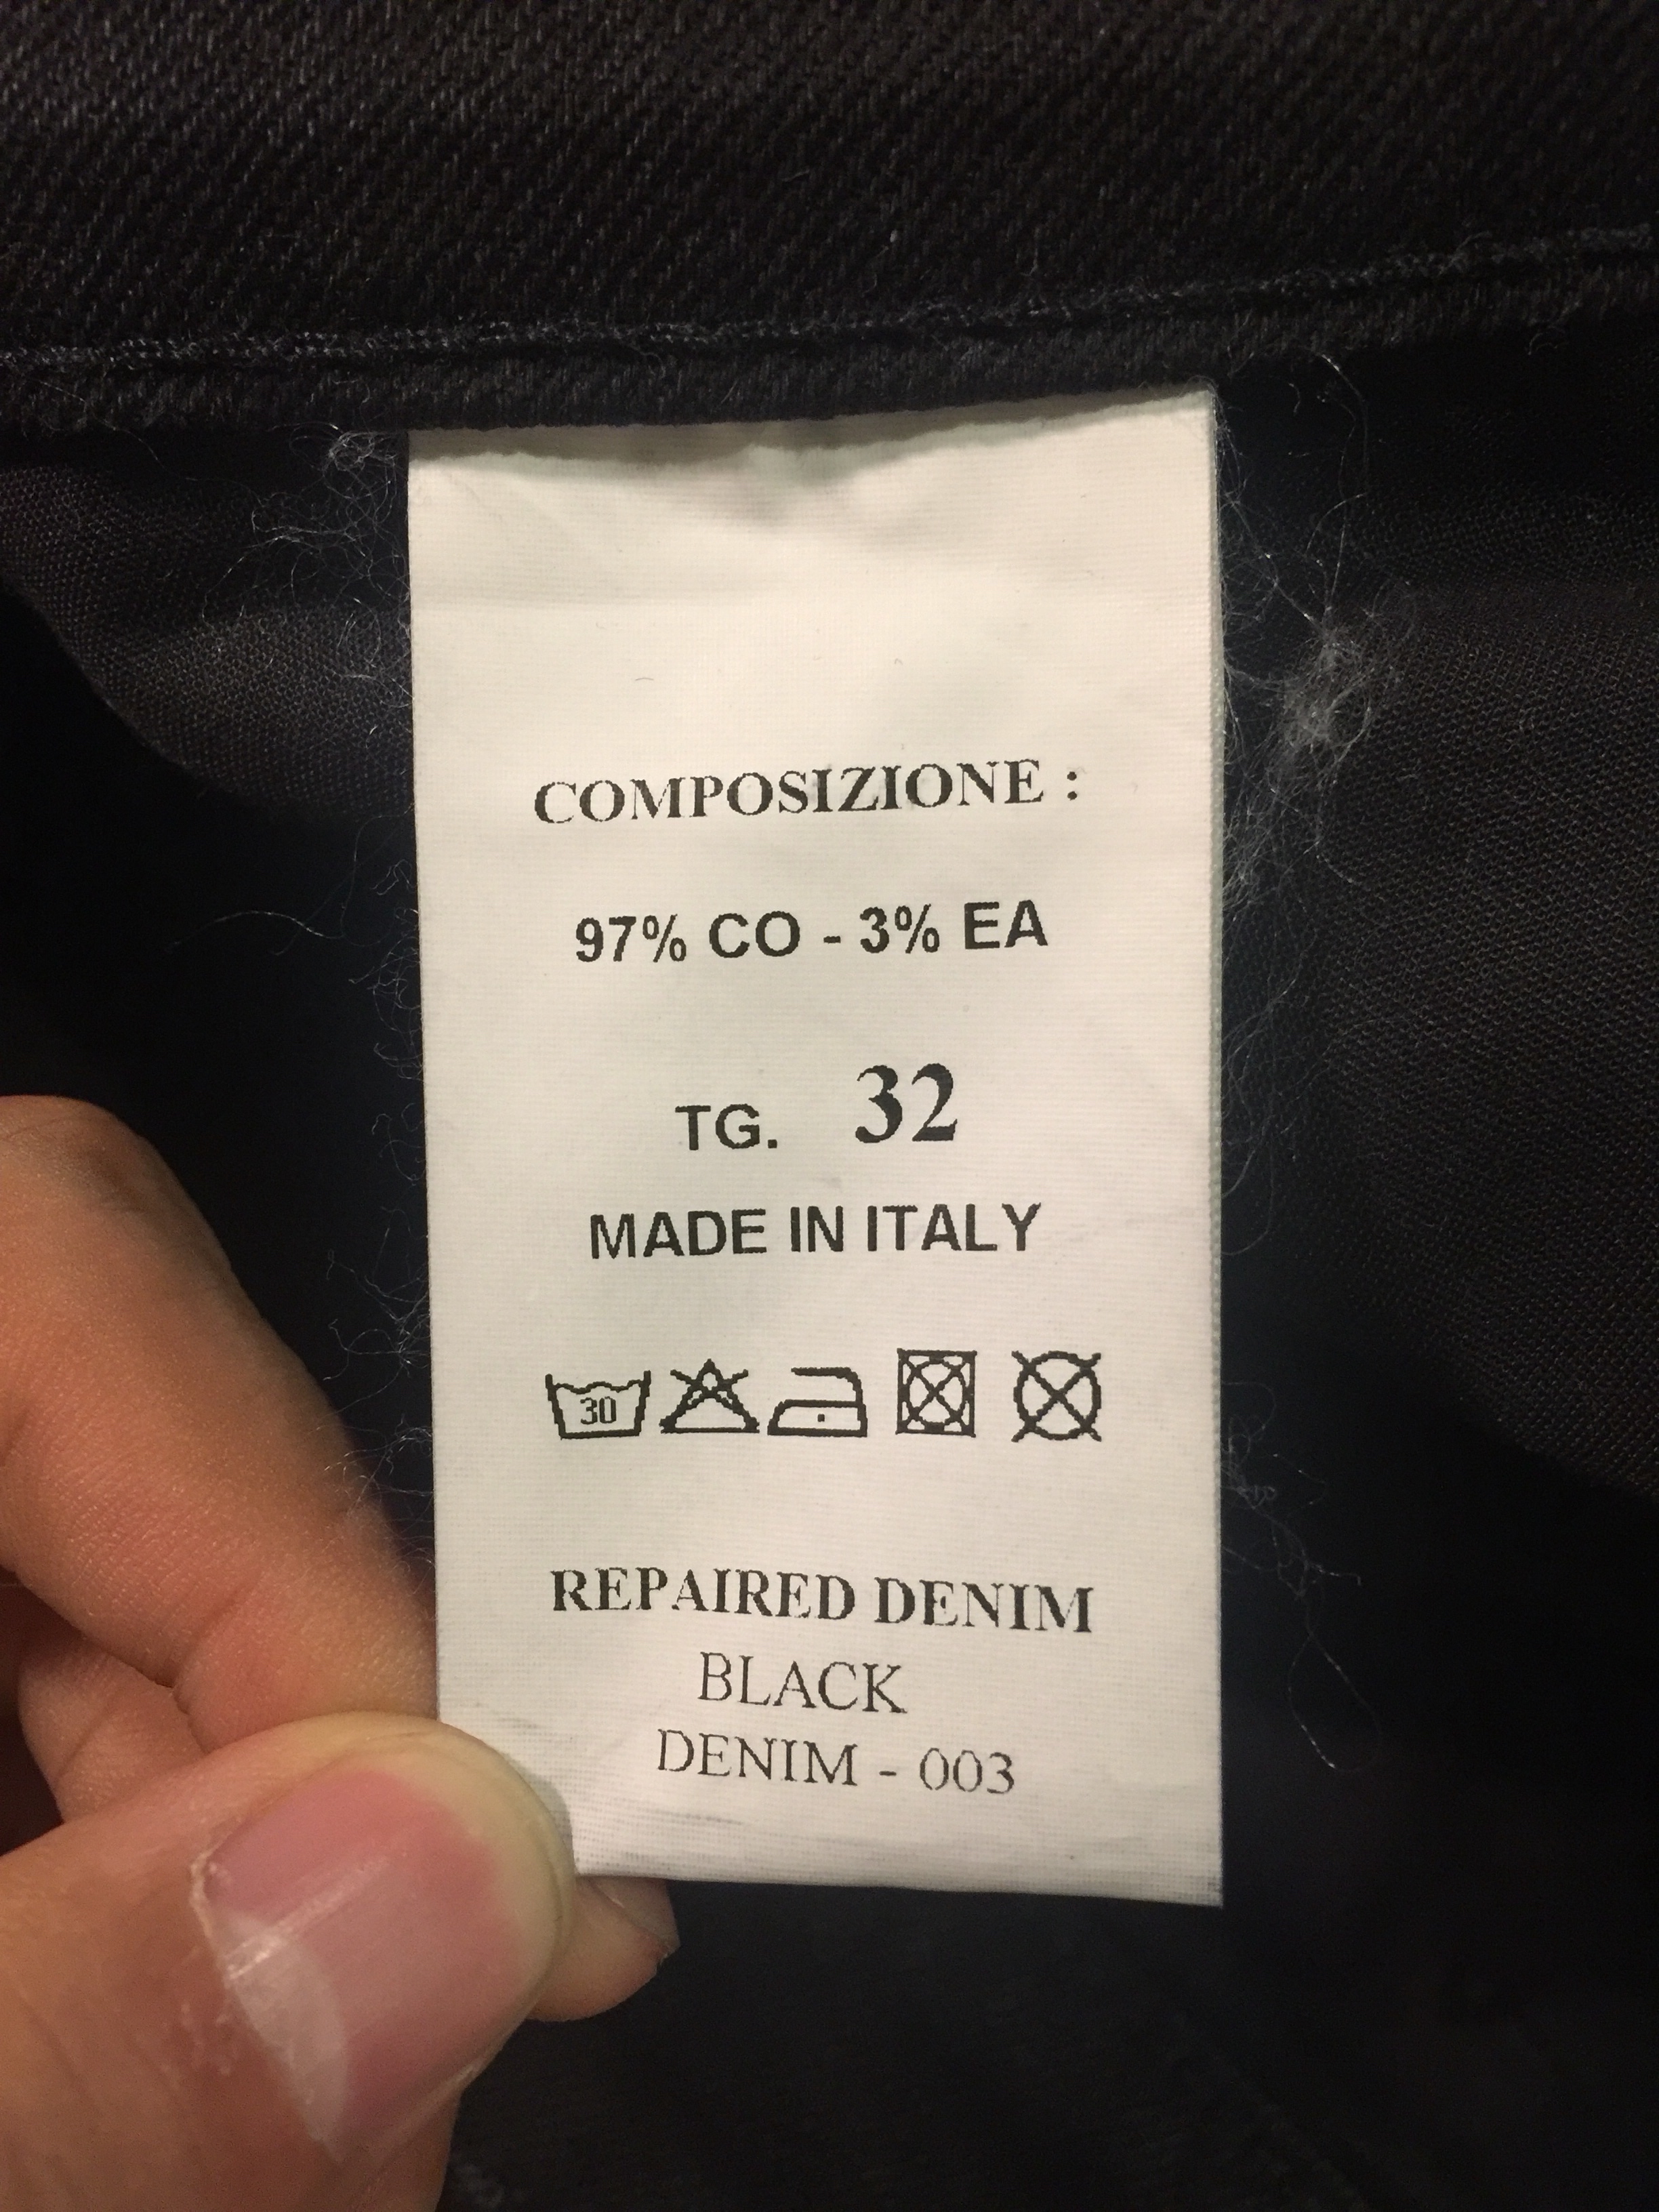 COMPOSIZIONE :
97% CO - 3% EA
TG. 32
MADE IN ITALY
30
REPAIRED DENIM
BLACK
DENIM - 003